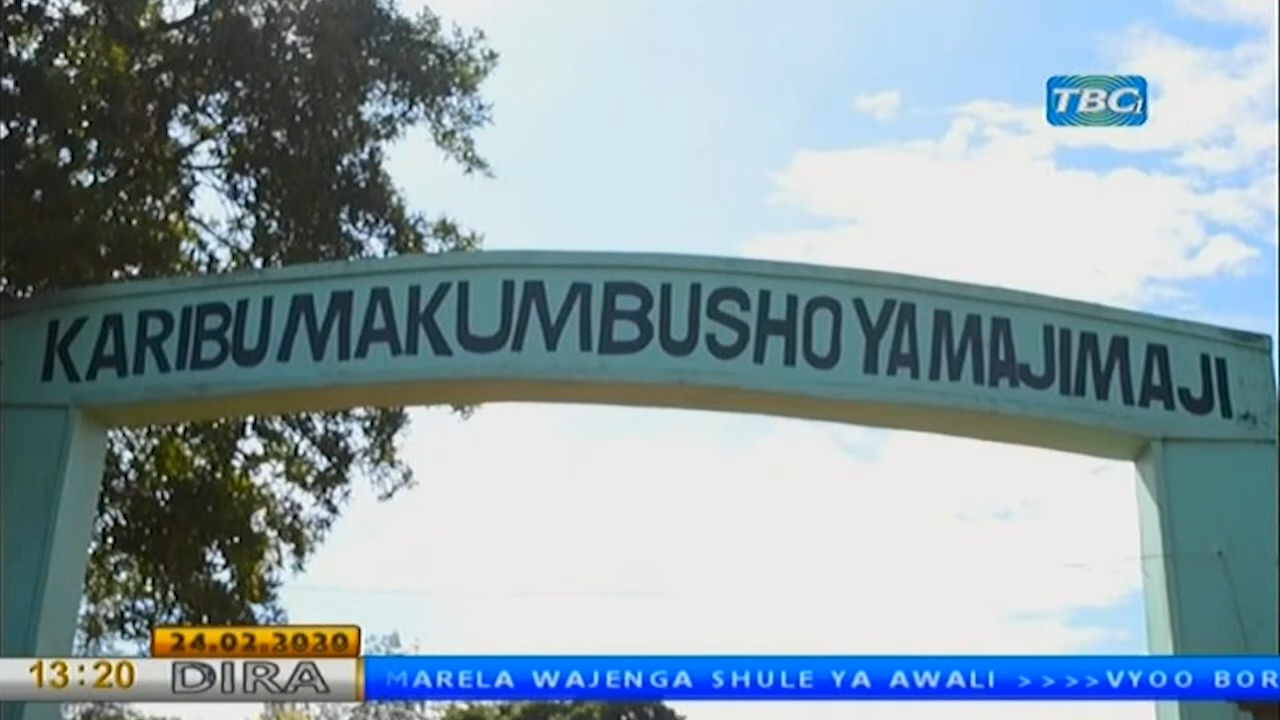 TBC1
KARIBU MAKUMBUSHO YA MAJIMAJI
24.02.2020
13:20 DIRA MARELA WAJENGA SHULE YA AWALI >>>>VYOO BOR